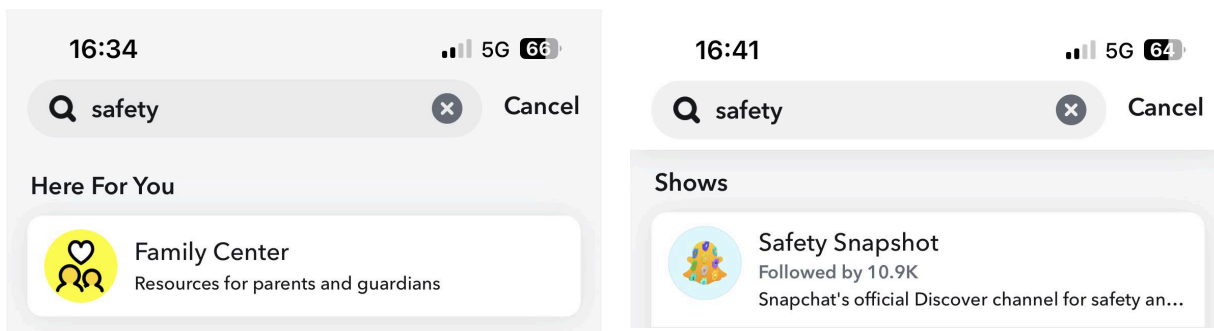 16:34
5G 66
safety
Cancel
Here For You
Family Center
Resources for parents and guardians
16:41
5G 64
safety
Cancel
Shows
Safety Snapshot
Followed by 10.9K
Snapchat's official Discover channel for safety an...